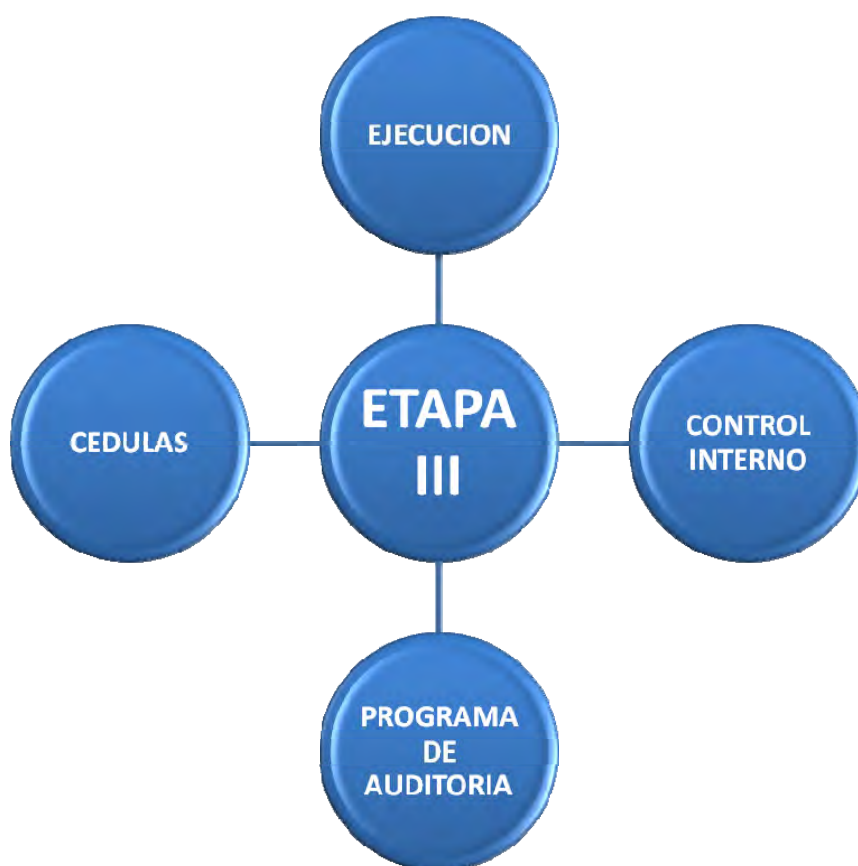 EJECUCION
CEDULAS
ETAPA
III
CONTROL
INTERNO
PROGRAMA
DE
AUDITORIA